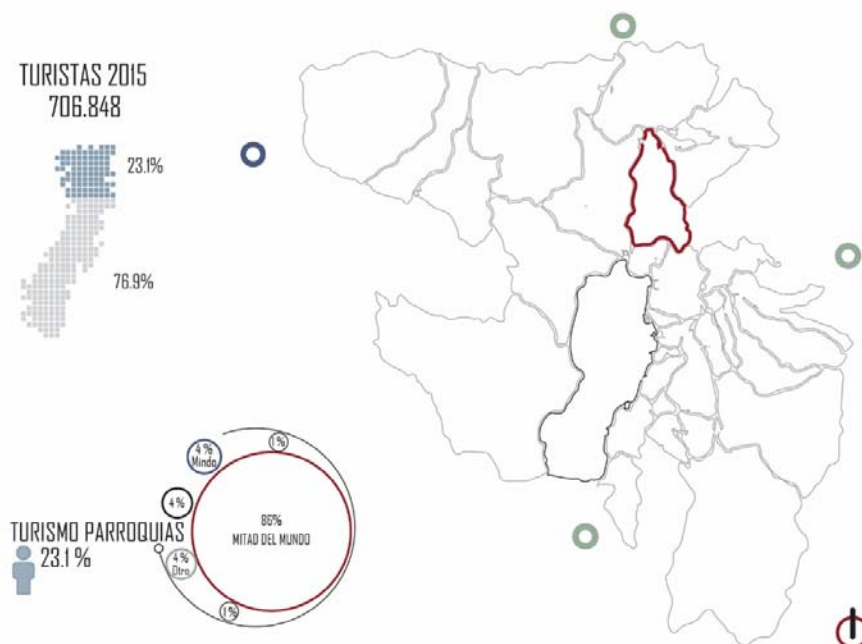 TURISTAS 2015
706.848
23.1%
76.9%
1%
4%
Mindo
4%
86%
MITAD DEL MUNDO
TURISMO PARROQUIAS
23.1 %
4%
Otro
1%